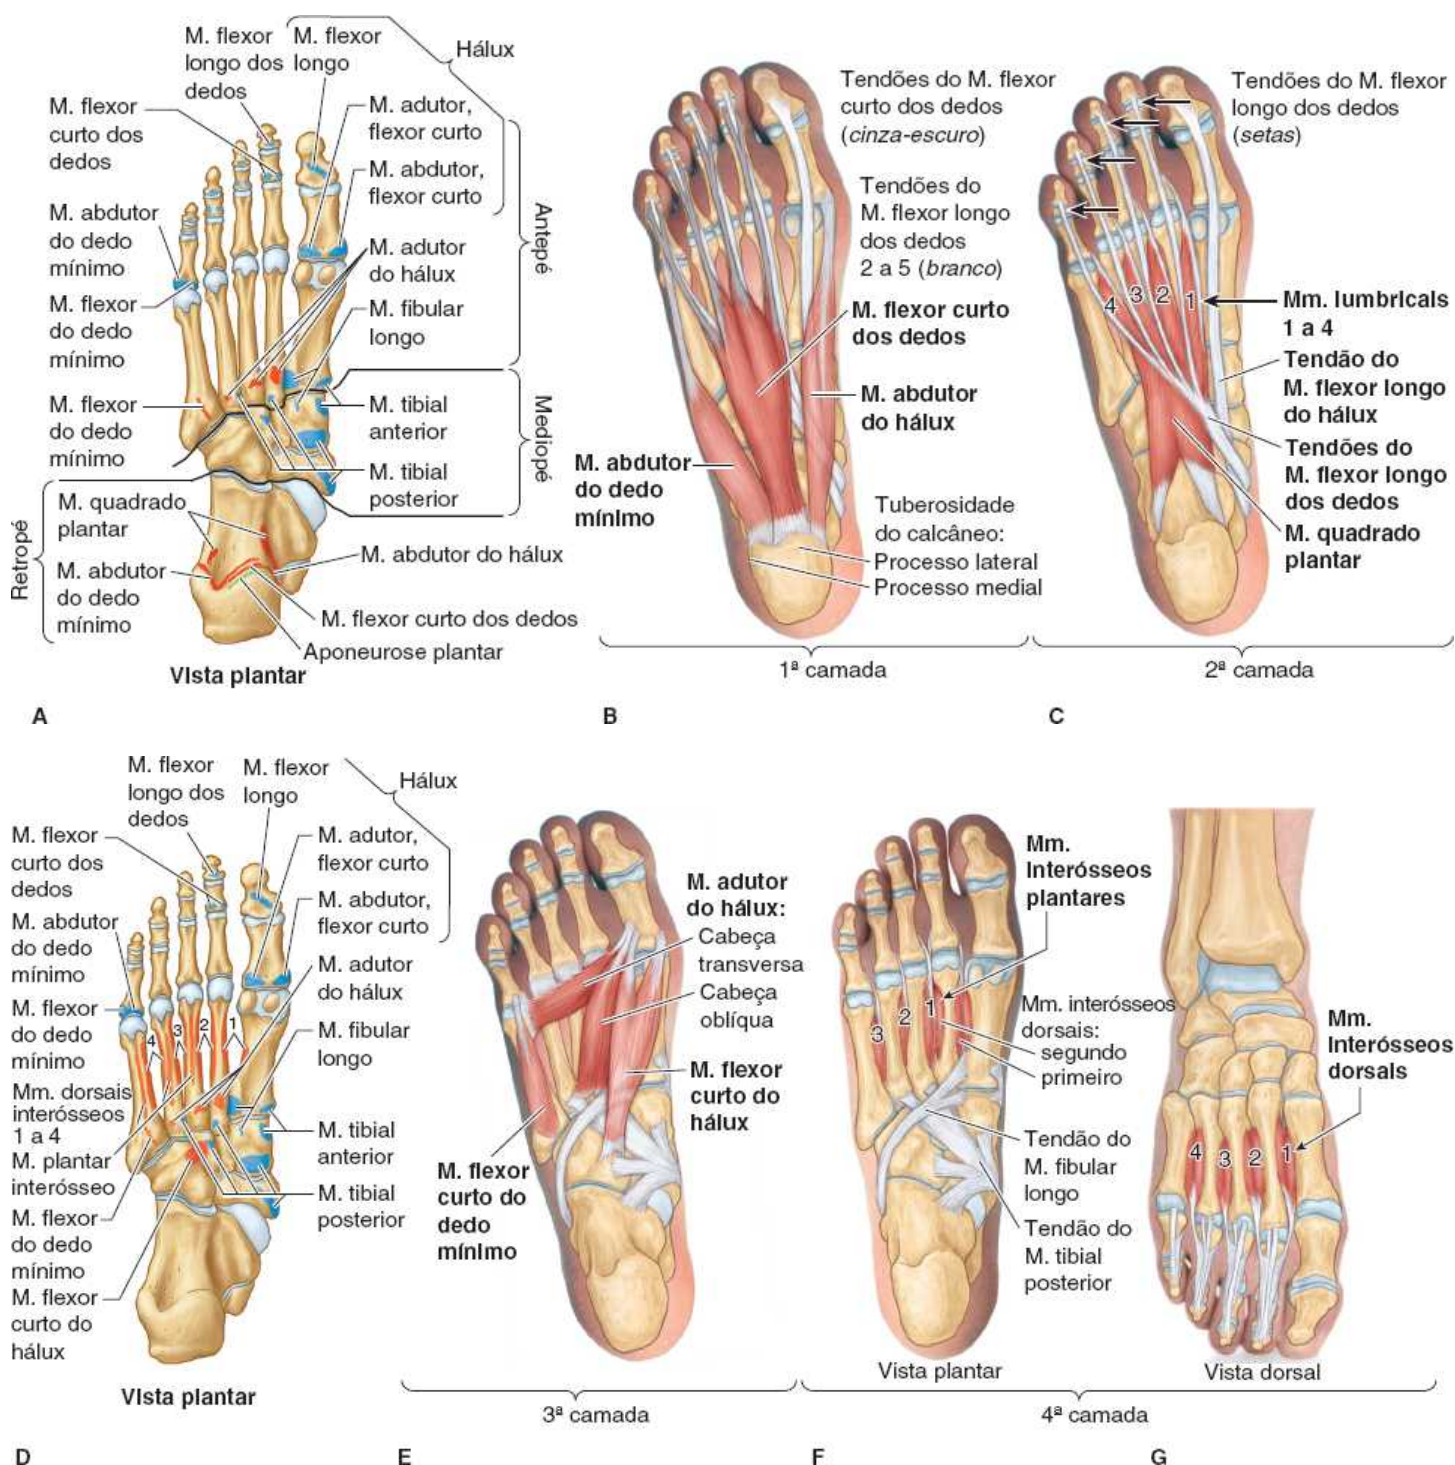 M. flexor
longo dos
dedos
M. flexor
longo
Hálux
M. flexor
curto dos
dedos
M. adutor,
flexor curto
M. abdutor,
flexor curto
M. abdutor
do dedo
mínimo
M. adutor
do hálux
Antepé
M. flexor
do dedo
mínimo
M. fibular
longo
M. flexor
do dedo
mínimo
M. tibial
anterior
Mediopé
M. tibial
posterior
M. quadrado
plantar
Retropé
M. abdutor do hálux
M. abdutor
do dedo
mínimo
M. flexor curto dos dedos
Aponeurose plantar
Vista plantar
A
Tendões do M. flexor
curto dos dedos
(cinza-escuro)
Tendões do
M. flexor longo
dos dedos
2 a 5 (branco)
M. flexor curto
dos dedos
M. abdutor
do hálux
M. abdutor
do dedo
mínimo
Tuberosidade
do calcâneo:
Processo lateral
Processo medial
1ª camada
B
Tendões do M. flexor
longo dos dedos
(setas)
4
3
2
1
Mm. lumbricals
1 a 4
Tendão do
M. flexor longo
do hálux
Tendões do
M. flexor longo
dos dedos
M. quadrado
plantar
2ª camada
C
M. flexor
longo dos
dedos
M. flexor
longo
Hálux
M. flexor
curto dos
dedos
M. adutor,
flexor curto
M. abdutor,
flexor curto
M. abdutor
do dedo
mínimo
M. adutor
do hálux
M. flexor
do dedo
mínimo
4
3
2
1
M. fibular
longo
Mm. dorsais
interósseos
1 a 4
M. tibial
anterior
M. plantar
interósseo
M. tibial
posterior
M. flexor
do dedo
mínimo
M. flexor
curto do
hálux
Vista plantar
D
M. adutor
do hálux:
Cabeça
transversa
Cabeça
oblíqua
M. flexor
curto do
hálux
M. flexor
curto do
dedo
mínimo
3ª camada
E
Mm.
Interósseos
plantares
3
2
1
Mm. interósseos
dorsais:
segundo
primeiro
Tendão do
M. fibular
longo
Tendão do
M. tibial
posterior
Vista plantar
Mm.
Interósseos
dorsals
4
3
2
1
Vista dorsal
4ª camada
F
G